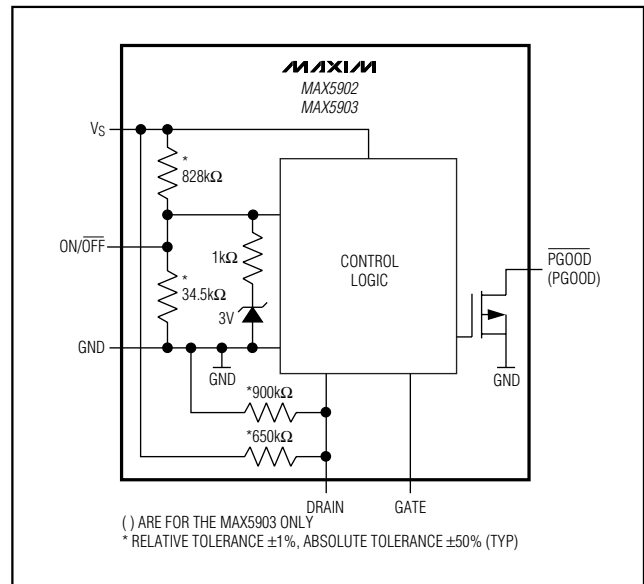 MAXIM
MAX5902
MAX5903
VS
*
828kΩ
ON/OFF
1kΩ
CONTROL
LOGIC
PGOOD
(PGOOD)
*
34.5kΩ
3V
GND
GND
GND
*900kΩ
*650kΩ
DRAIN
GATE
( ) ARE FOR THE MAX5903 ONLY
* RELATIVE TOLERANCE ±1%, ABSOLUTE TOLERANCE ±50% (TYP)